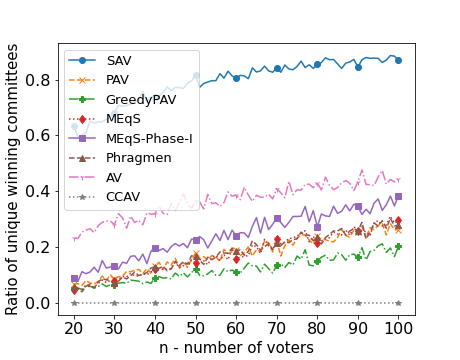 Ratio of unique winning committees
0.8
0.6
0.4
0.2
0.0
SAV
PAV
GreedyPAV
MEqS
MEqS-Phase-I
Phragmen
AV
CCAV
20 30 40 50 60 70 80 90 100
n - number of voters